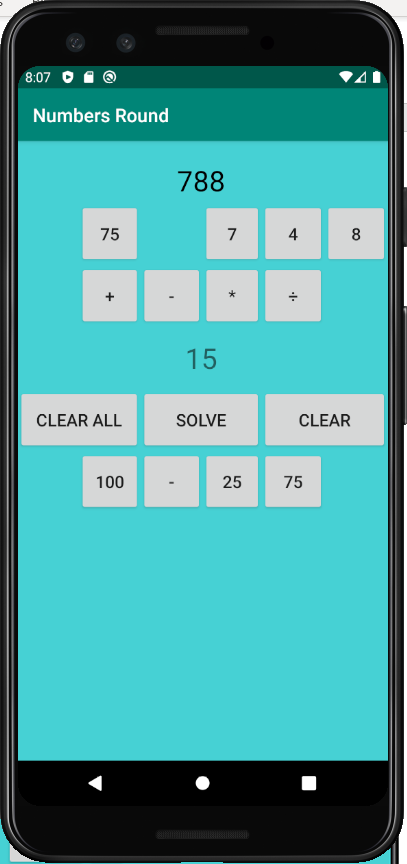 8:07
Numbers Round
788
75 7 4 8
+ - * ÷
15
CLEAR ALL SOLVE CLEAR
100 - 25 75